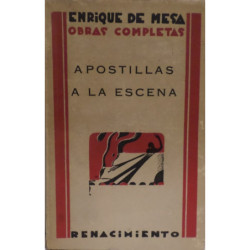 ENRIQUE DE MESA
OBRAS COMPLETAS
APOSTILLAS
A LA ESCENA
RENACIMIENTO